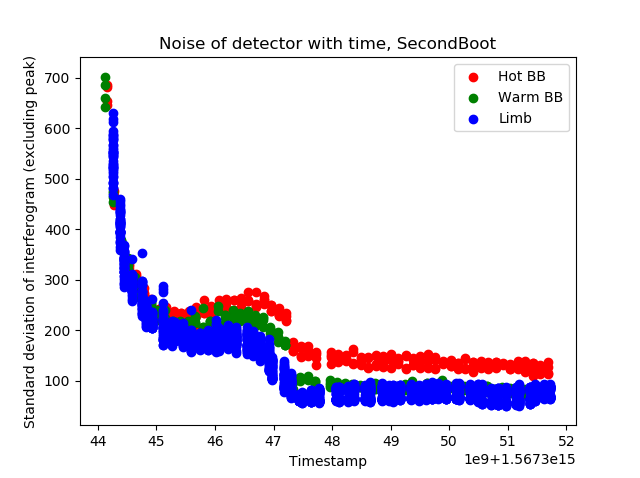 Noise of detector with time, SecondBoot
Standard deviation of interferogram (excluding peak)
700
600
500
400
300
200
100
Hot BB
Warm BB
Limb
44 45 46 47 48 49 50 51 52
Timestamp
1e9+1.5673e15